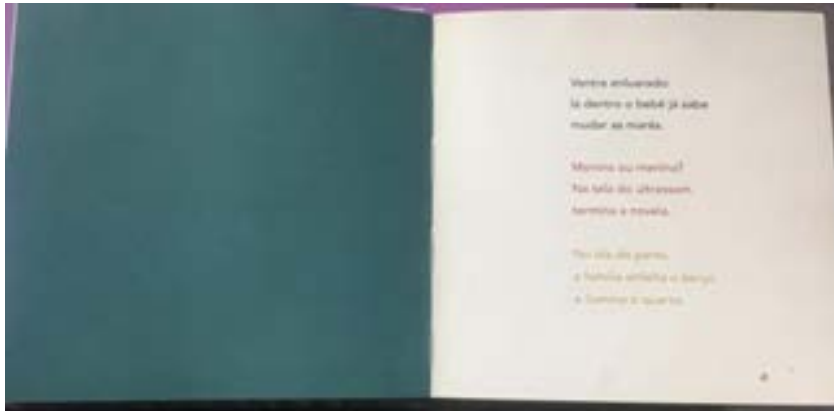 Ventre enluarado:
lá dentro o bebê já sabe
mudar as marés.
Menino ou menina?
Na tela do ultrassom
termina a novela.
No dia do parto,
a família enfeita o berço
e ilumina o quarto.